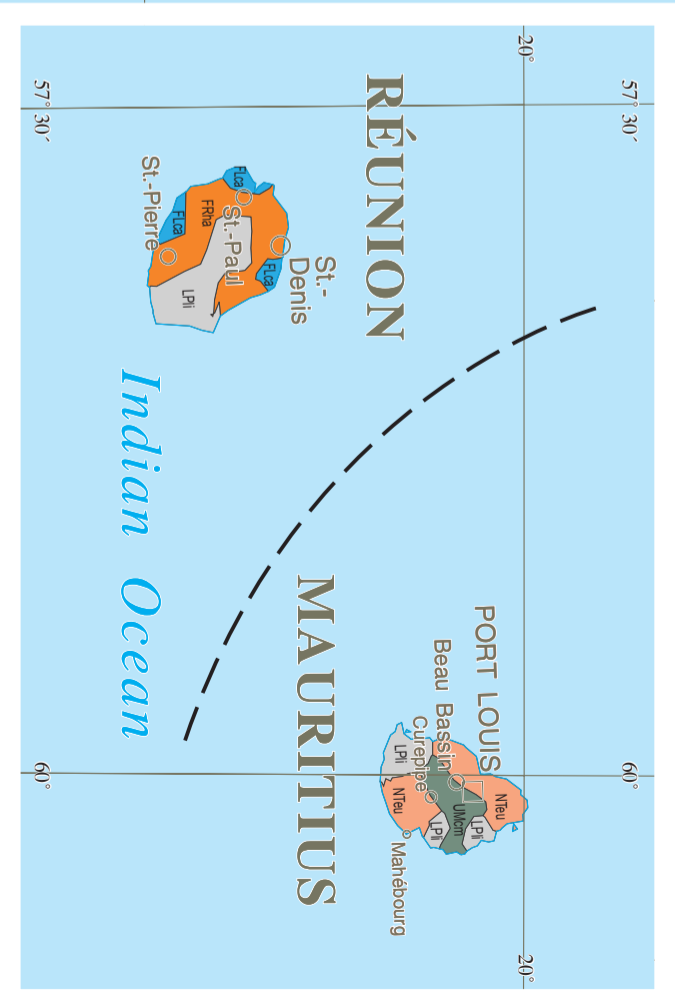 57° 30´
60°
20°
20°
PORT LOUIS
NTeu
LPli
Beau Bassin
UMcm
Curepipe
LPli
LPli
NTeu
Mahébourg
RÉUNION
MAURITIUS
St.-
Denis
FLca
FLca
St.-Paul
FRha
FLca
LPli
St.-Pierre
Indian Ocean
57° 30´
60°